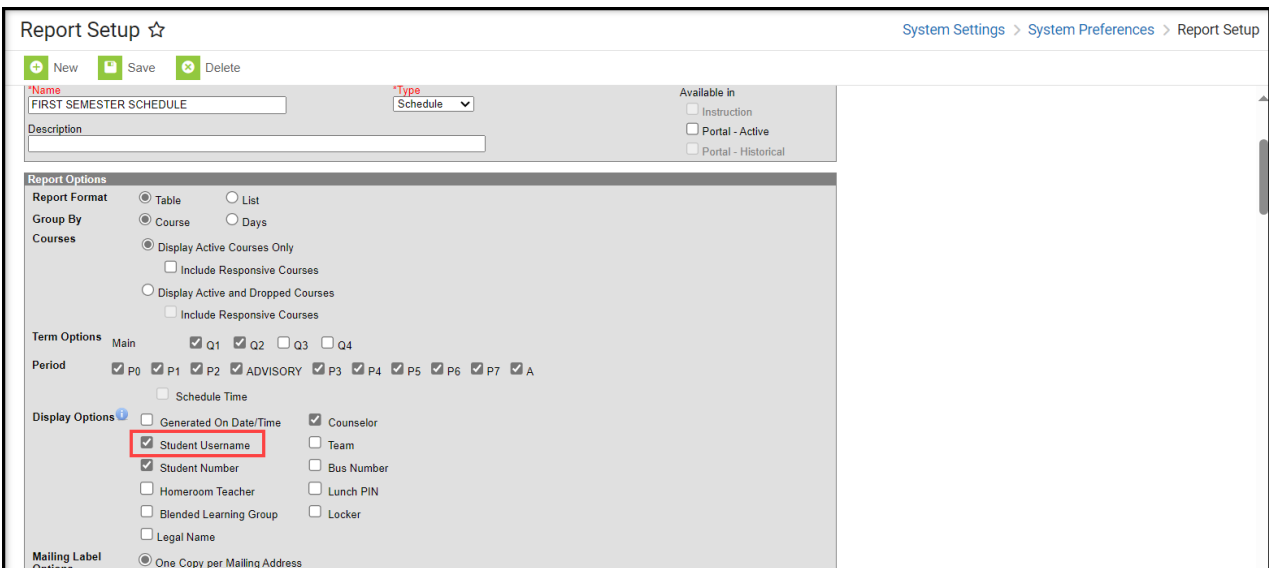 Report Setup
System Settings > System Preferences > Report Setup
New Save Delete
*Name *Type Available in
FIRST SEMESTER SCHEDULE Schedule Instruction
Description Portal - Active
Portal - Historical
Report Options
Report Format Table List
Group By Course Days
Courses Display Active Courses Only
Include Responsive Courses
Display Active and Dropped Courses
Include Responsive Courses
Term Options Main Q1 Q2 Q3 Q4
Period P0 P1 P2 ADVISORY P3 P4 P5 P6 P7 A
Schedule Time
Display Options i Generated On Date/Time Counselor
Student Username Team
Student Number Bus Number
Homeroom Teacher Lunch PIN
Blended Learning Group Locker
Legal Name
Mailing Label One Copy per Mailing Address
Options